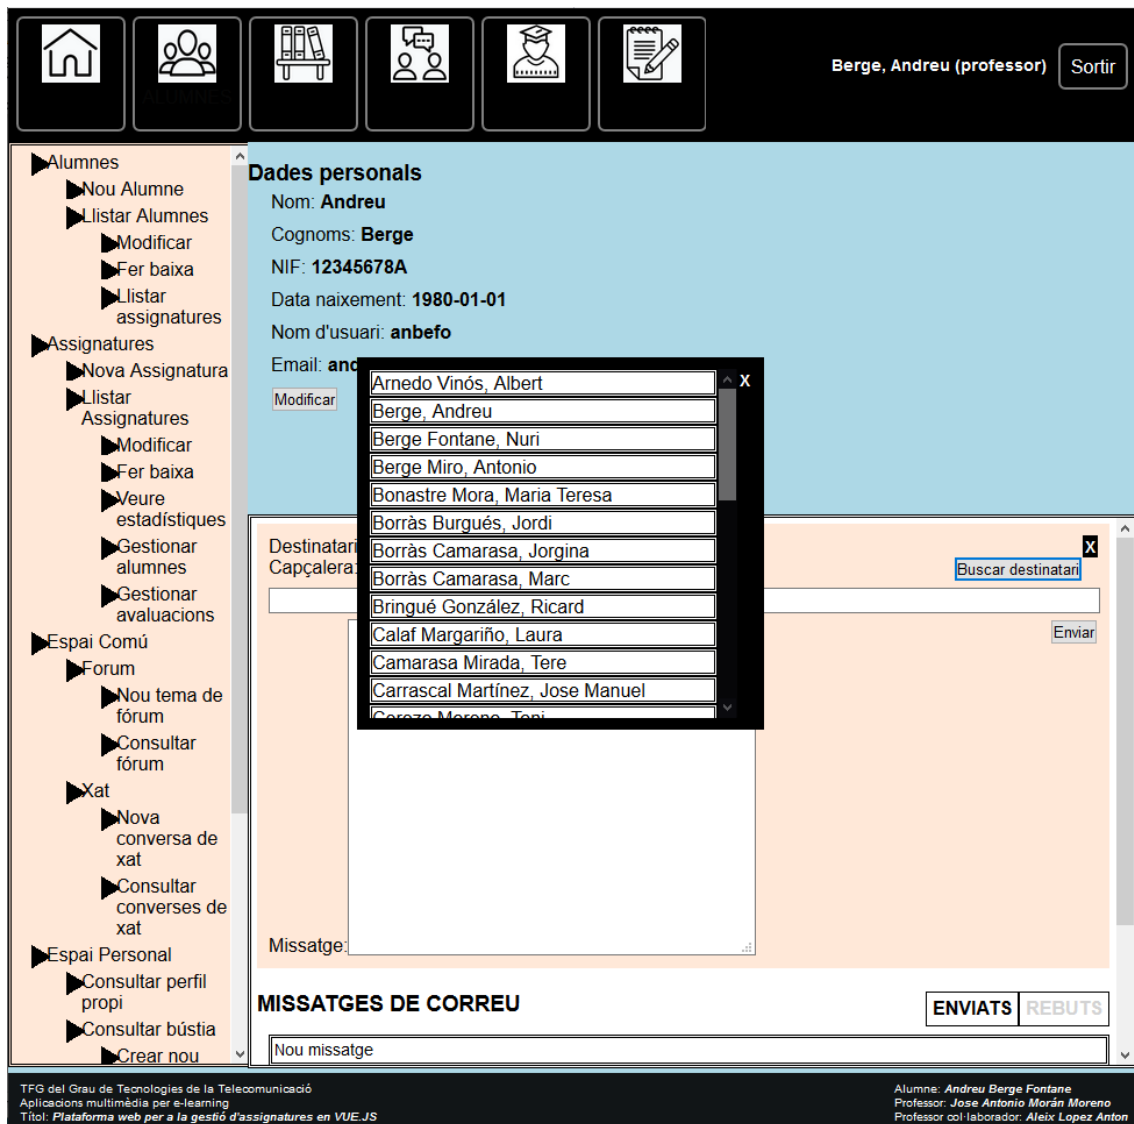 ALUMNES
Berge, Andreu (professor)
Sortir
Alumnes
Nou Alumne
Llistar Alumnes
Modificar
Fer baixa
Llistar
assignatures
Assignatures
Nova Assignatura
Llistar
Assignatures
Modificar
Fer baixa
Veure
estadístiques
Gestionar
alumnes
Gestionar
avaluacions
Espai Comú
Forum
Nou tema de
fórum
Consultar
fórum
Xat
Nova
conversa de
xat
Consultar
converses de
xat
Espai Personal
Consultar perfil
propi
Consultar bústia
Crear nou
Dades personals
Nom: Andreu
Cognoms: Berge
NIF: 12345678A
Data naixement: 1980-01-01
Nom d'usuari: anbefo
Email: and
Modificar
X
Arnedo Vinós, Albert
Berge, Andreu
Berge Fontane, Nuri
Berge Miro, Antonio
Bonastre Mora, Maria Teresa
Borràs Burgués, Jordi
Borràs Camarasa, Jorgina
Borràs Camarasa, Marc
Bringué González, Ricard
Calaf Margariño, Laura
Camarasa Mirada, Tere
Carrascal Martínez, Jose Manuel
Cerezo Moreno, Toni
Destinatari
X
Capçalera:
Buscar destinatari
Enviar
Missatge:
MISSATGES DE CORREU
ENVIATS REBUTS
Nou missatge
TFG del Grau de Tecnologies de la Telecomunicació
Aplicacions multimèdia per e-learning
Títol: Plataforma web per a la gestió d'assignatures en VUE.JS
Alumne: Andreu Berge Fontane
Professor: Jose Antonio Morán Moreno
Professor col·laborador: Aleix Lopez Anton